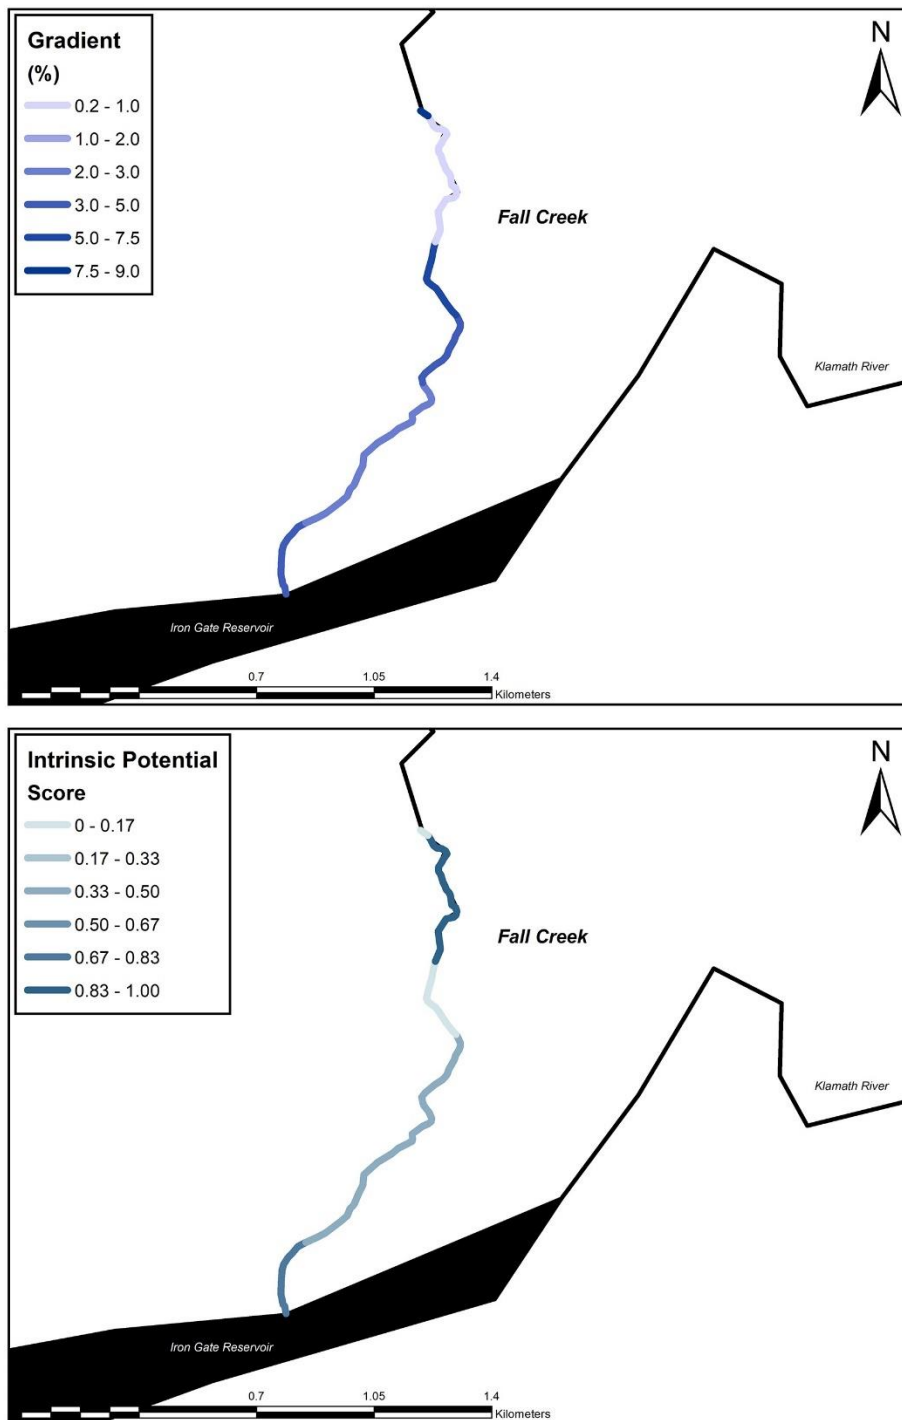 Gradient
(%)
0.2 - 1.0
1.0 - 2.0
2.0 - 3.0
3.0 - 5.0
5.0 - 7.5
7.5 - 9.0
N
Fall Creek
Klamath River
Iron Gate Reservoir
0.7 1.05 1.4
Kilometers
Intrinsic Potential
Score
0 - 0.17
0.17 - 0.33
0.33 - 0.50
0.50 - 0.67
0.67 - 0.83
0.83 - 1.00
N
Fall Creek
Klamath River
Iron Gate Reservoir
0.7 1.05 1.4
Kilometers